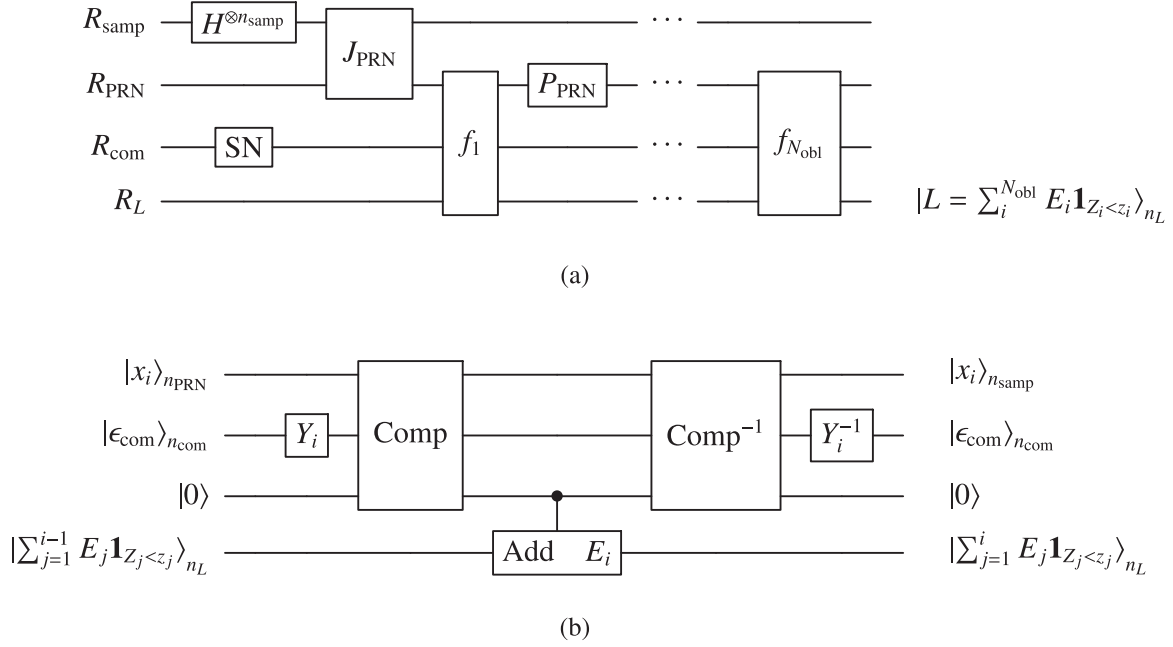 R_samp H^{⊗n_samp} J_PRN ···
R_PRN P_PRN ···
R_com SN f_1 ··· f_{N_obl}
R_L ··· |L = ∑_i^{N_obl} E_i 1_{Z_i<z_i}⟩_{n_L}
(a)
|x_i⟩_{n_PRN} |x_i⟩_{n_samp}
|ϵ_com⟩_{n_com} Y_i Comp Comp^{−1} Y_i^{−1} |ϵ_com⟩_{n_com}
|0⟩ |0⟩
|∑_{j=1}^{i−1} E_j 1_{Z_j<z_j}⟩_{n_L} Add E_i |∑_{j=1}^{i} E_j 1_{Z_j<z_j}⟩_{n_L}
(b)